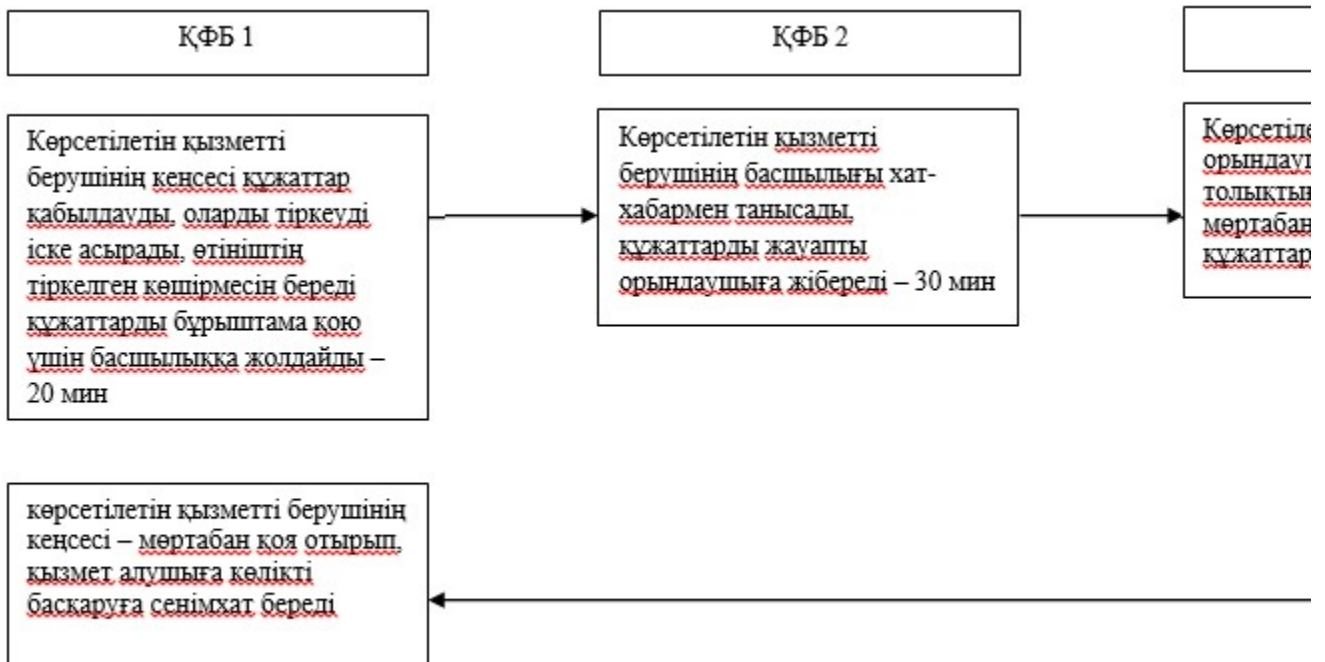 ҚФБ 1
ҚФБ 2
Көрсетілетін қызметті
берушінің кеңсесі құжаттар
қабылдауды, оларды тіркеуді
іске асырады, өтініштің
тіркелген көшірмесін береді
құжаттарды бұрыштама қою
үшін басшылыққа жолдайды –
20 мин
Көрсетілетін қызметті
берушінің басшылығы хат-
хабармен танысады,
құжаттарды жауапты
орындаушыға жібереді – 30 мин
мөртабан
құжаттар
көрсетілетін қызметті берушінің
кеңсесі – мөртабан қоя отырып,
қызмет алушыға көлікті
басқаруға сенімхат береді